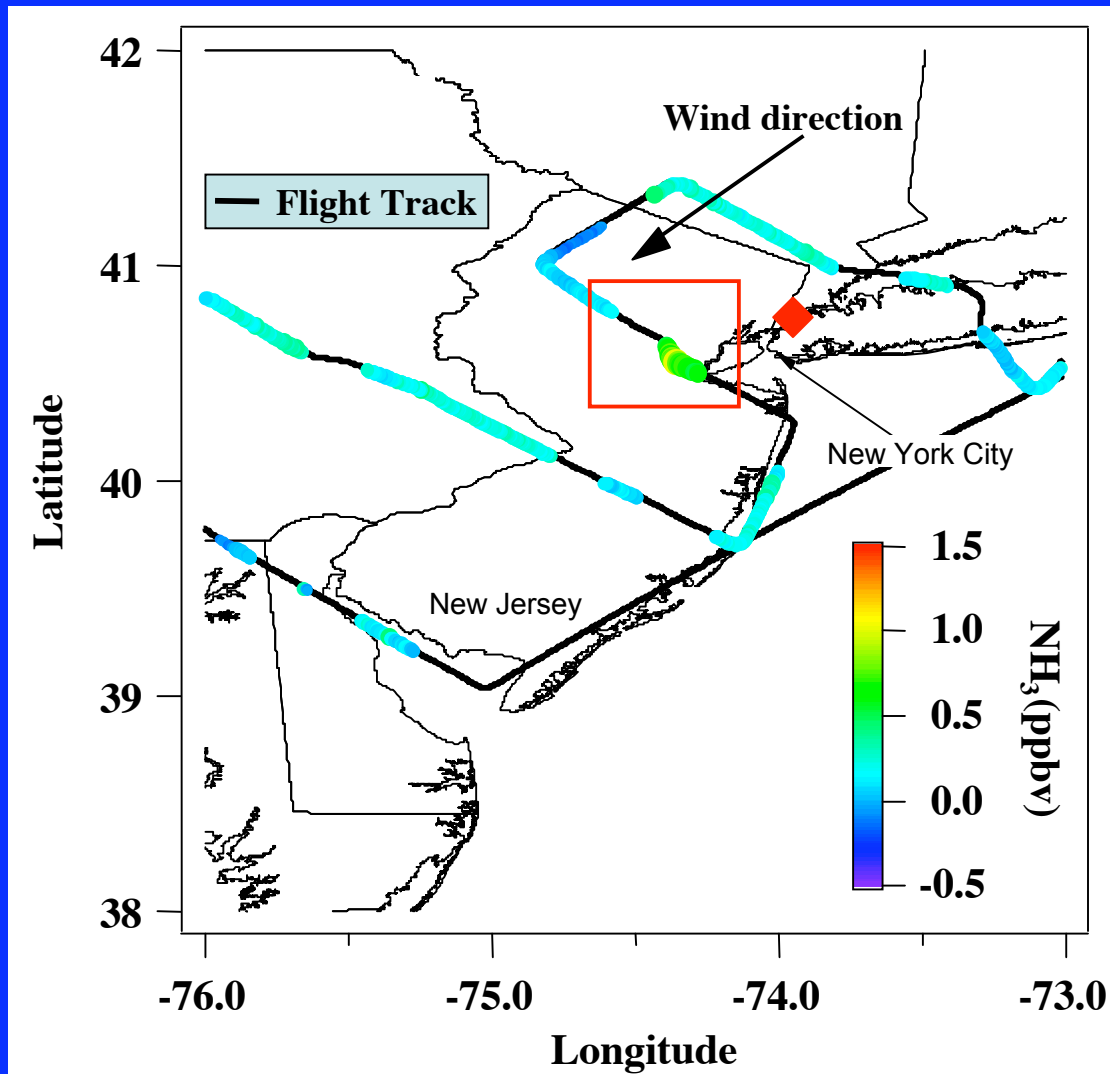 Wind direction
Flight Track
New York City
New Jersey
42
41
40
39
38
Latitude
-76.0
-75.0
-74.0
-73.0
Longitude
1.5
1.0
0.5
0.0
-0.5
NH₃(ppbv)